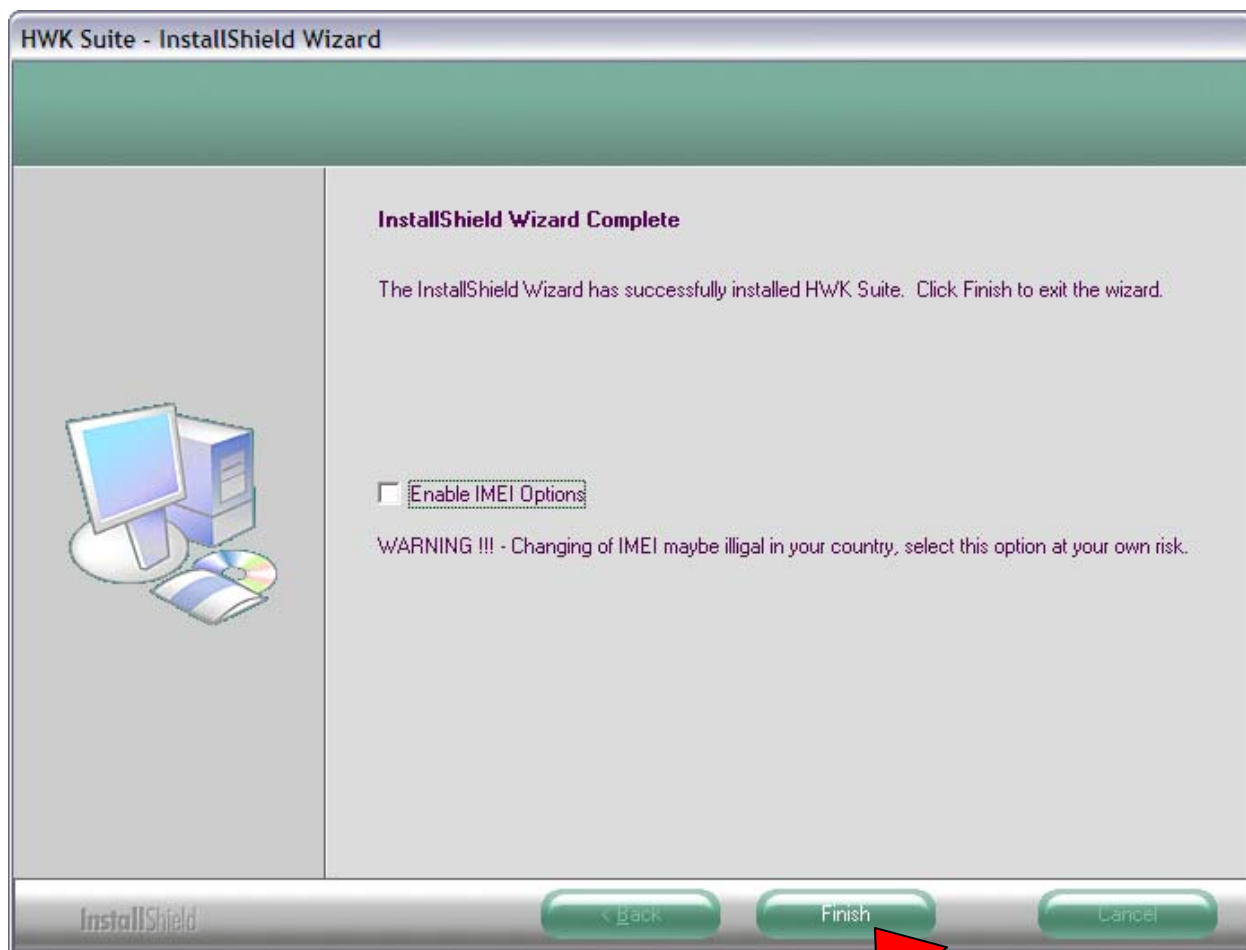 HWK Suite - InstallShield Wizard
InstallShield Wizard Complete
The InstallShield Wizard has successfully installed HWK Suite. Click Finish to exit the wizard.
Enable IMEI Options
WARNING !!! - Changing of IMEI maybe illigal in your country, select this option at your own risk.
InstallShield
< Back
Finish
Cancel